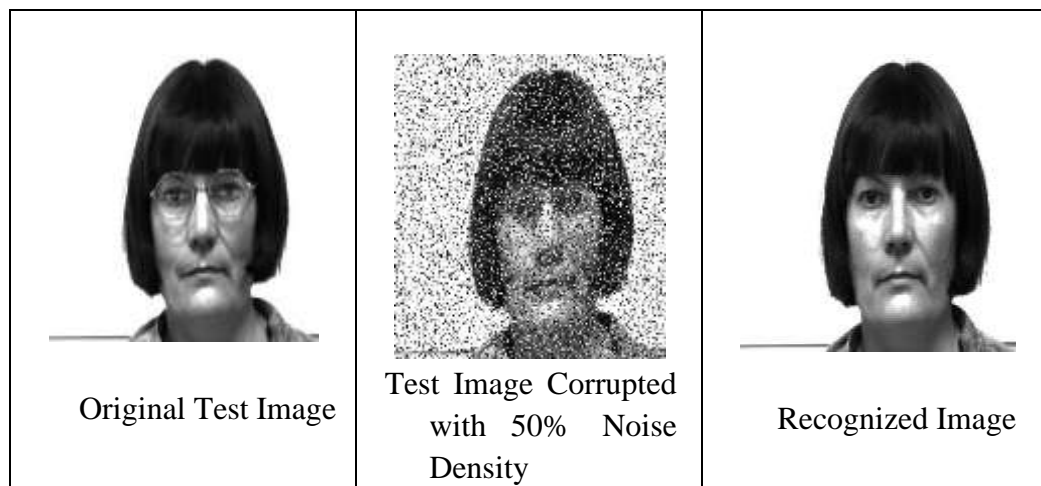 Original Test Image
Test Image Corrupted
with 50% Noise
Density
Recognized Image